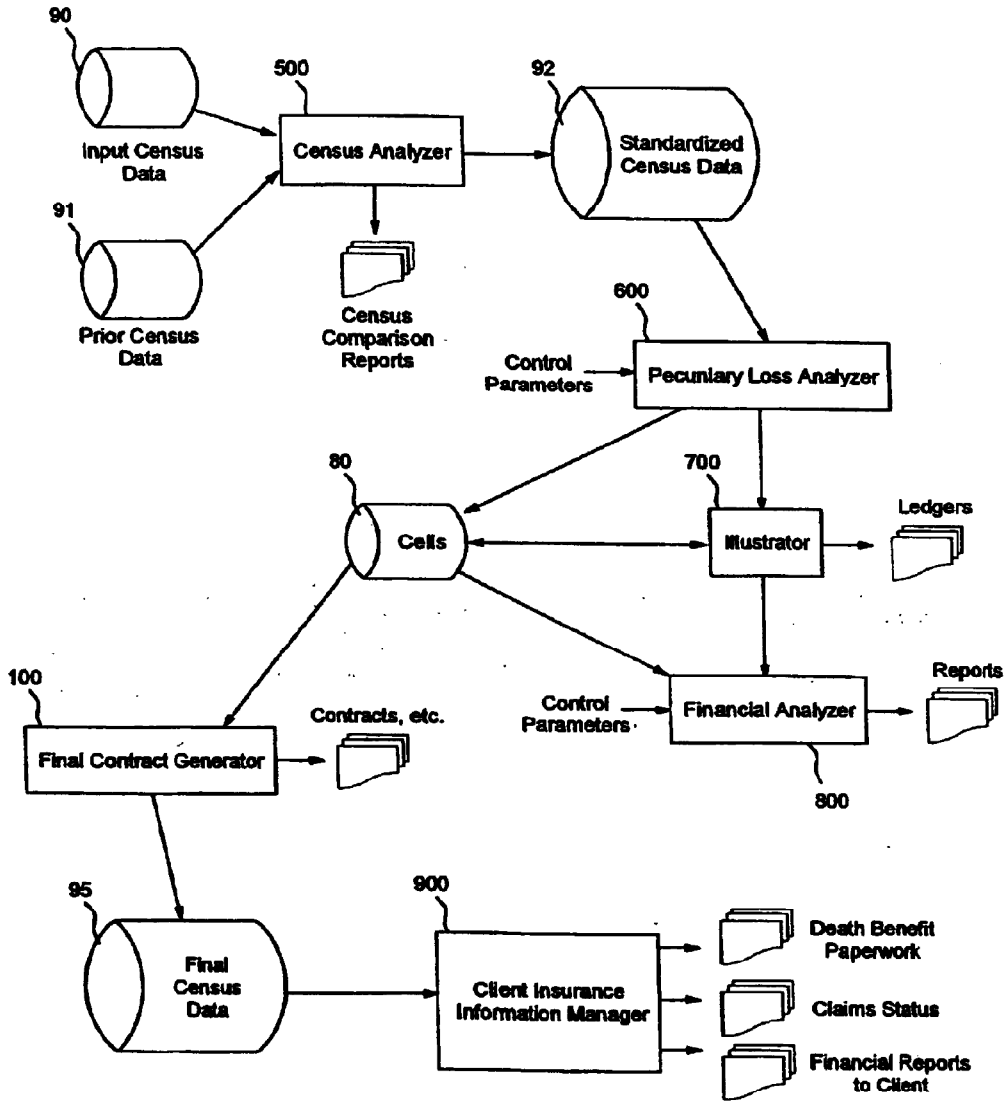 90
500
92
Input Census
Data
Census Analyzer
Standardized
Census Data
91
Prior Census
Data
Census
Comparison
Reports
600
Control
Parameters
Pecuniary Loss Analyzer
80
700
Cells
Illustrator
Ledgers
100
Final Contract Generator
Contracts, etc.
Control
Parameters
Financial Analyzer
Reports
800
95
Final
Census
Data
900
Client Insurance
Information Manager
Death Benefit
Paperwork
Claims Status
Financial Reports
to Client